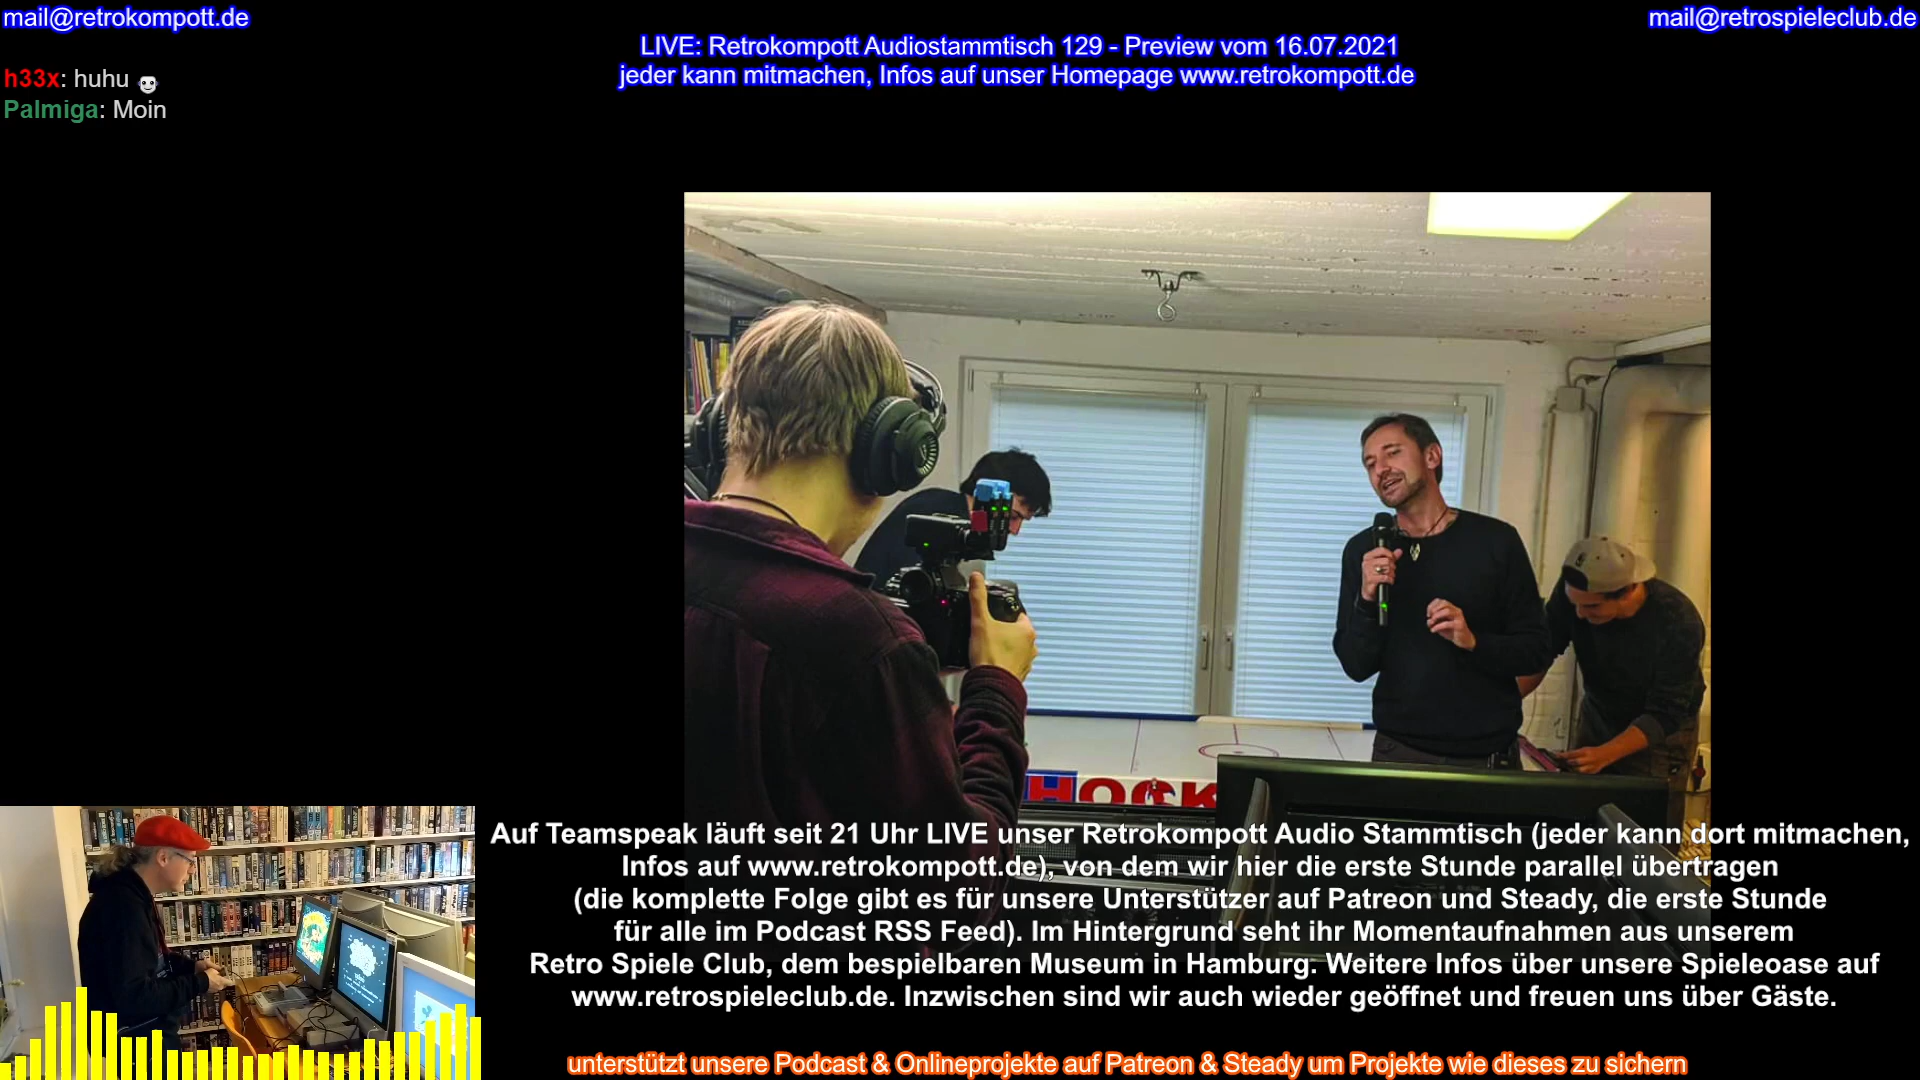 mail@retrokompott.de
mail@retrospieleclub.de
LIVE: Retrokompott Audiostammtisch 129 - Preview vom 16.07.2021
jeder kann mitmachen, Infos auf unser Homepage www.retrokompott.de
h33x: huhu
Palmiga: Moin
HOCK
Auf Teamspeak läuft seit 21 Uhr LIVE unser Retrokompott Audio Stammtisch (jeder kann dort mitmachen,
Infos auf www.retrokompott.de), von dem wir hier die erste Stunde parallel übertragen
(die komplette Folge gibt es für unsere Unterstützer auf Patreon und Steady, die erste Stunde
für alle im Podcast RSS Feed). Im Hintergrund seht ihr Momentaufnahmen aus unserem
Retro Spiele Club, dem bespielbaren Museum in Hamburg. Weitere Infos über unsere Spieleoase auf
www.retrospieleclub.de. Inzwischen sind wir auch wieder geöffnet und freuen uns über Gäste.
unterstützt unsere Podcast & Onlineprojekte auf Patreon & Steady um Projekte wie dieses zu sichern